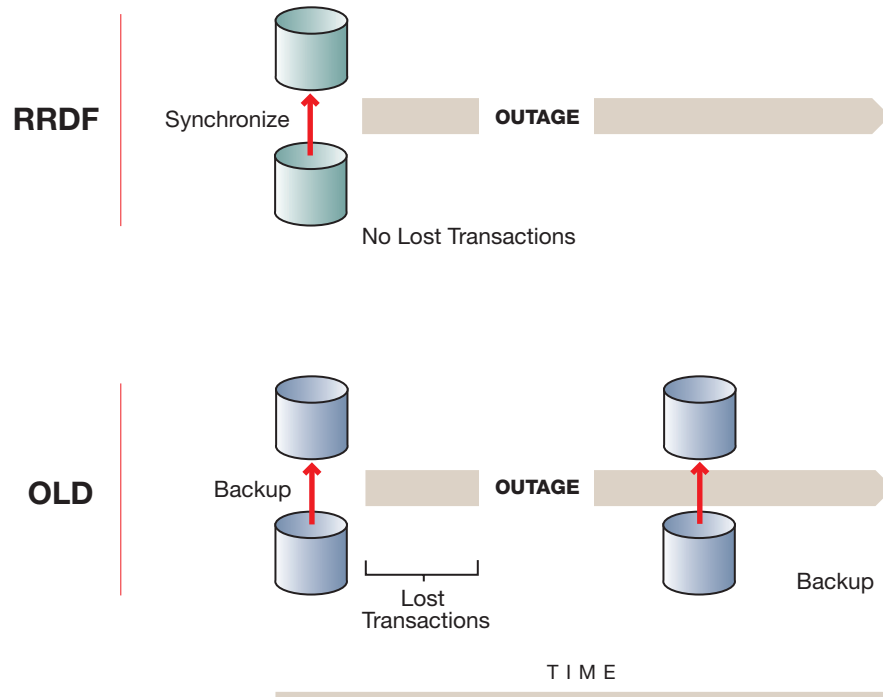 RRDF
Synchronize
OUTAGE
No Lost Transactions
OLD
Backup
OUTAGE
Lost
Transactions
Backup
TIME